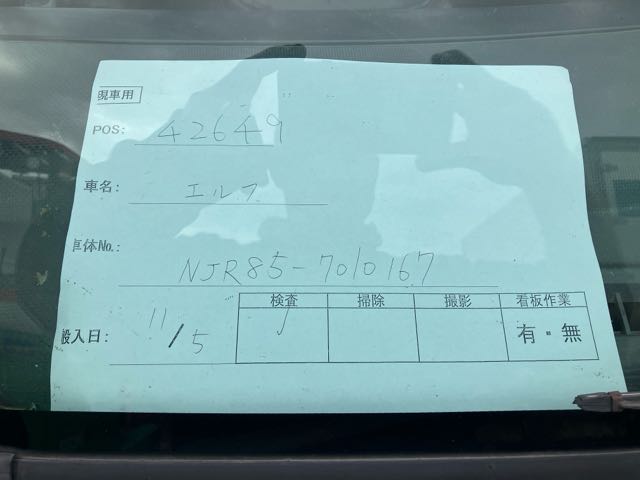 現車用
POS: 42649
車名: エルフ
車体No.: NJR85-7010167
検査 掃除 撮影 看板作業
搬入日: 11/5 有・無